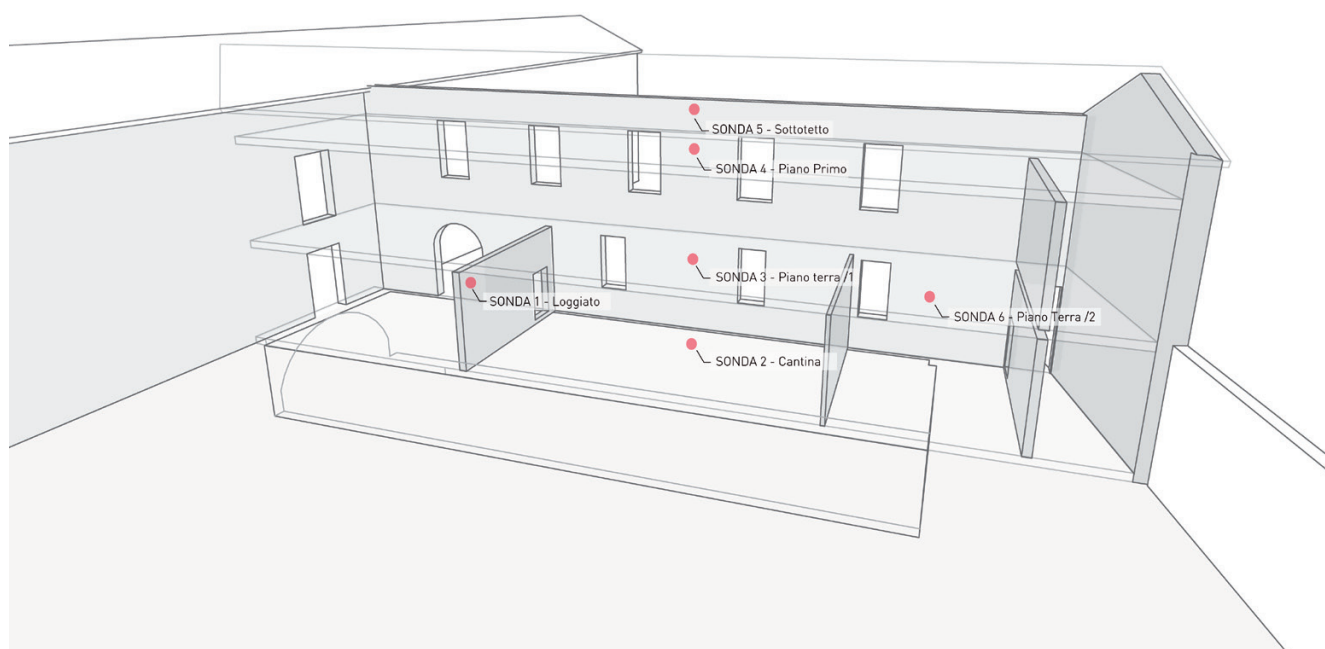 SONDA 5 - Sottotetto
SONDA 4 - Piano Primo
SONDA 3 - Piano terra /1
SONDA 1 - Loggiato
SONDA 6 - Piano Terra /2
SONDA 2 - Cantina